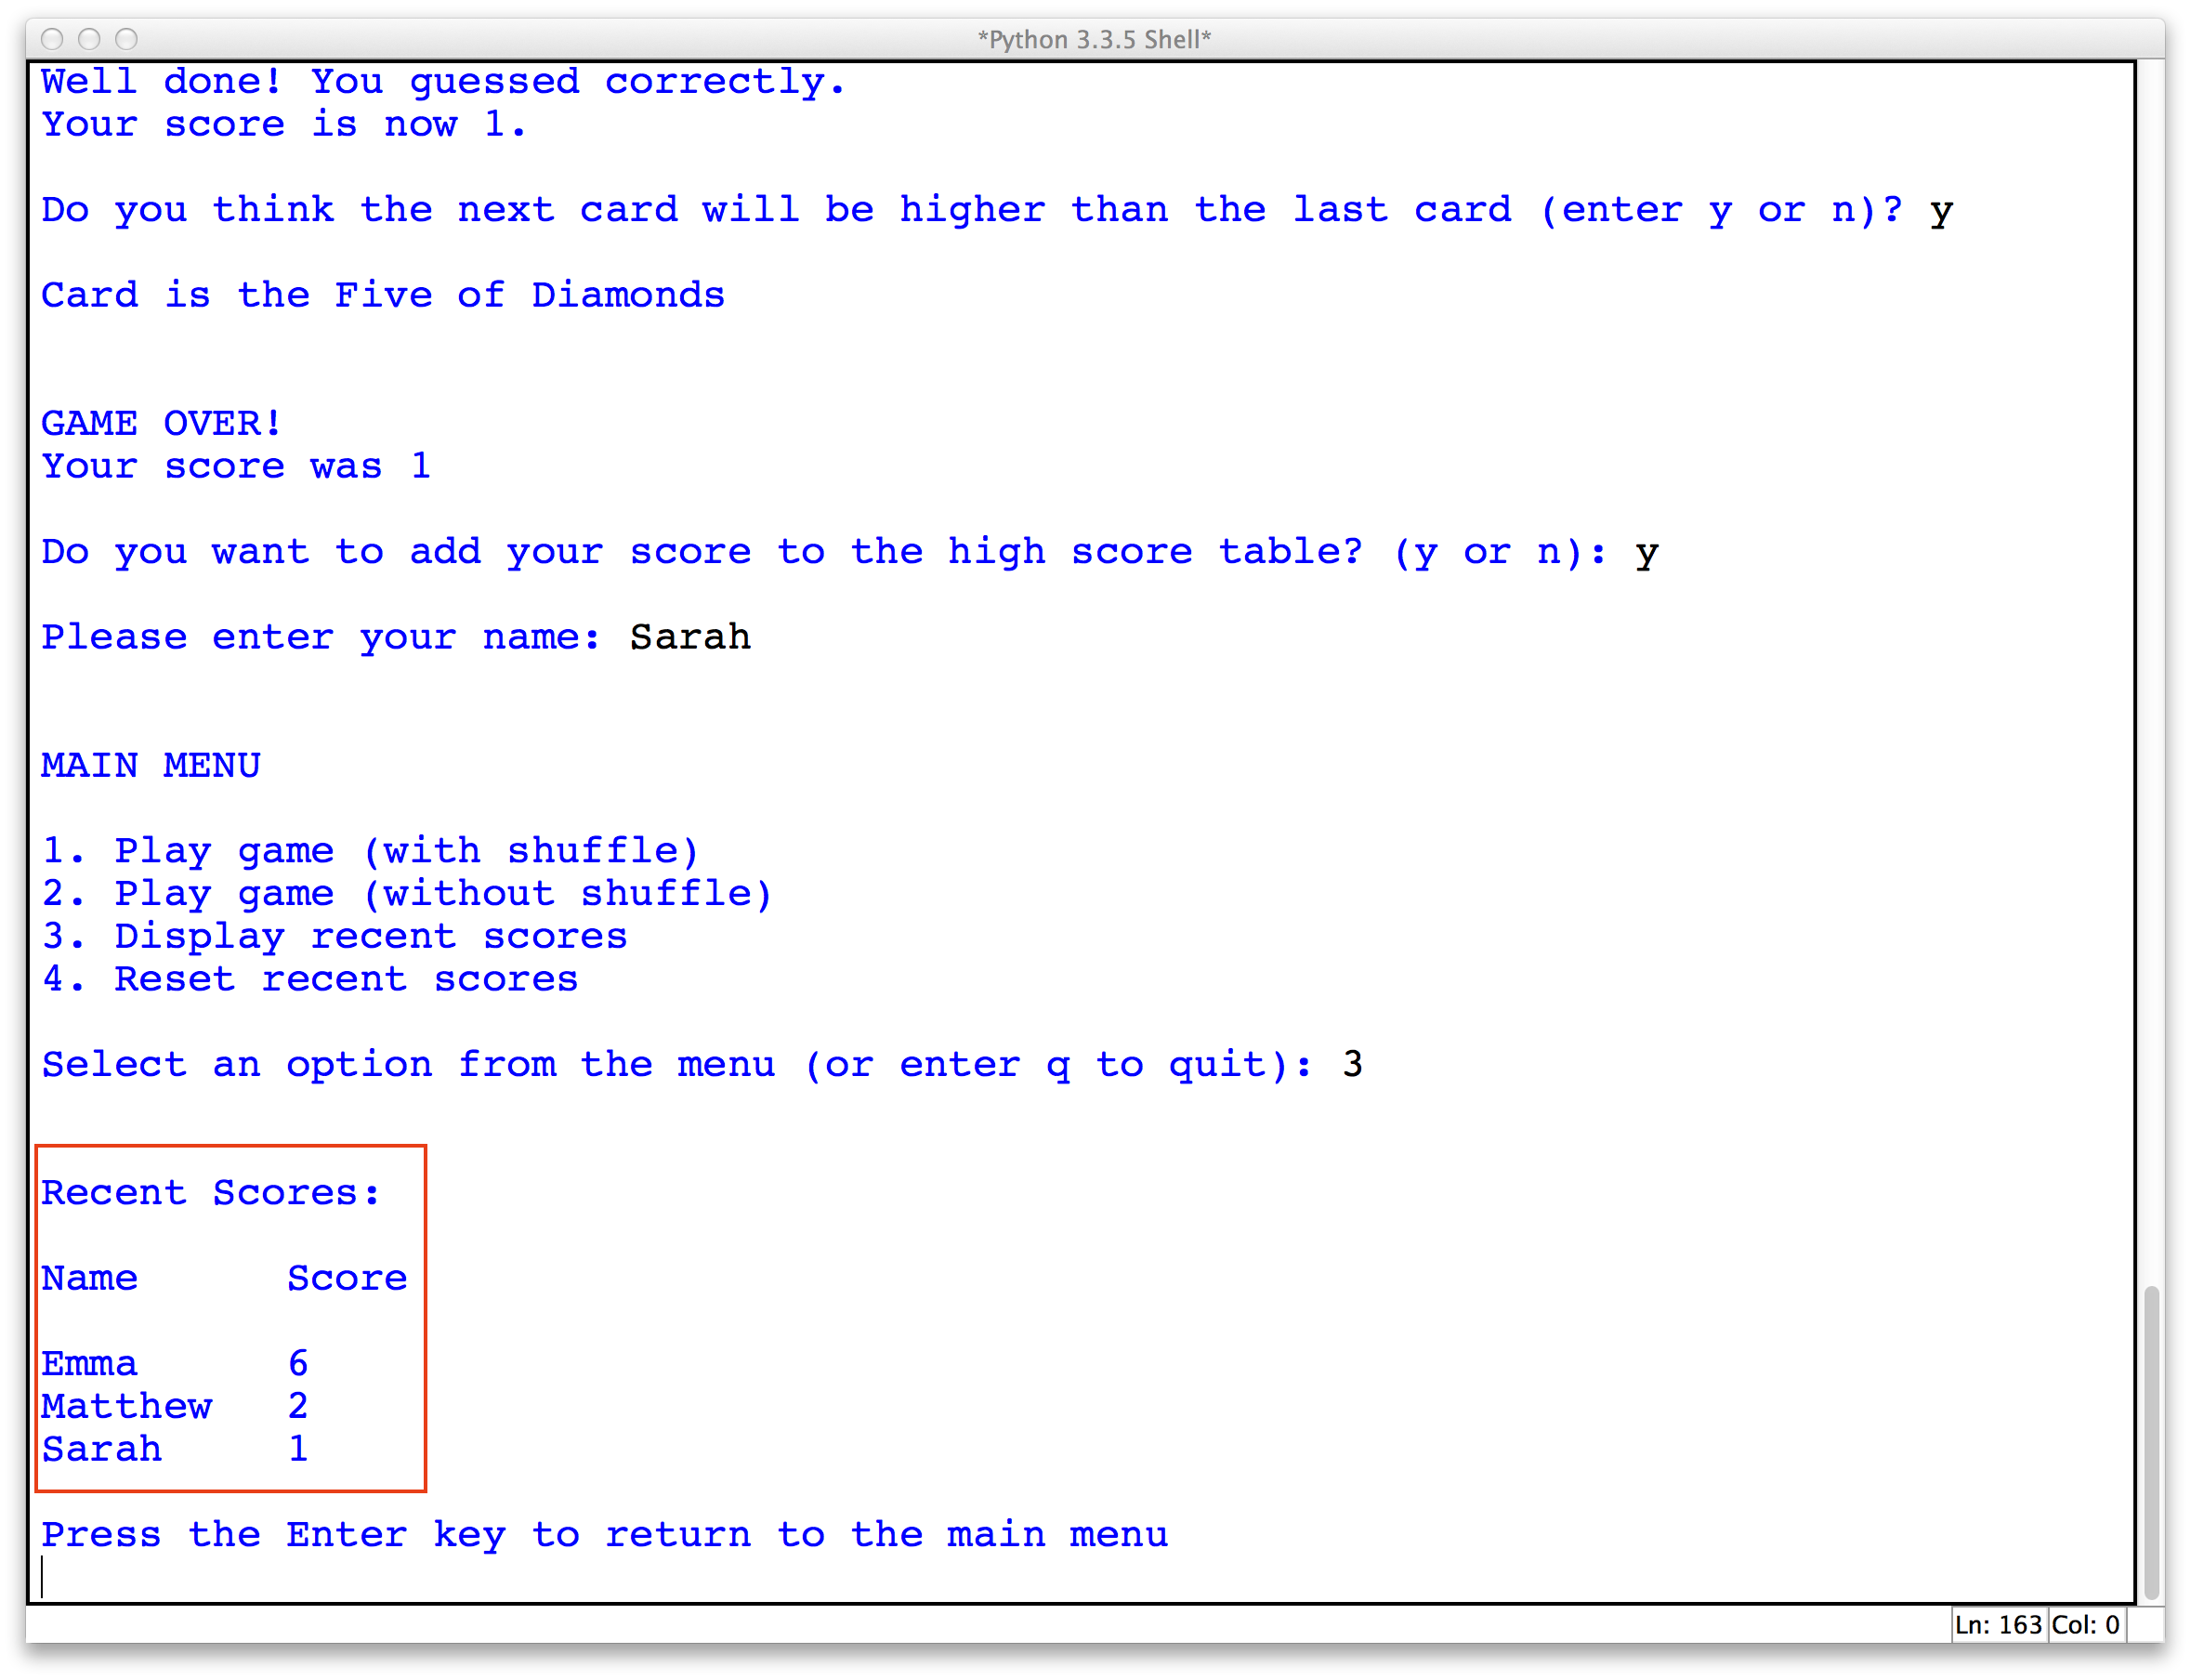 *Python 3.3.5 Shell*
Well done! You guessed correctly.
Your score is now 1.
Do you think the next card will be higher than the last card (enter y or n)? y
Card is the Five of Diamonds
GAME OVER!
Your score was 1
Do you want to add your score to the high score table? (y or n): y
Please enter your name: Sarah
MAIN MENU
1. Play game (with shuffle)
2. Play game (without shuffle)
3. Display recent scores
4. Reset recent scores
Select an option from the menu (or enter q to quit): 3
Recent Scores:
Name Score
Emma 6
Matthew 2
Sarah 1
Press the Enter key to return to the main menu
Ln: 163 Col: 0